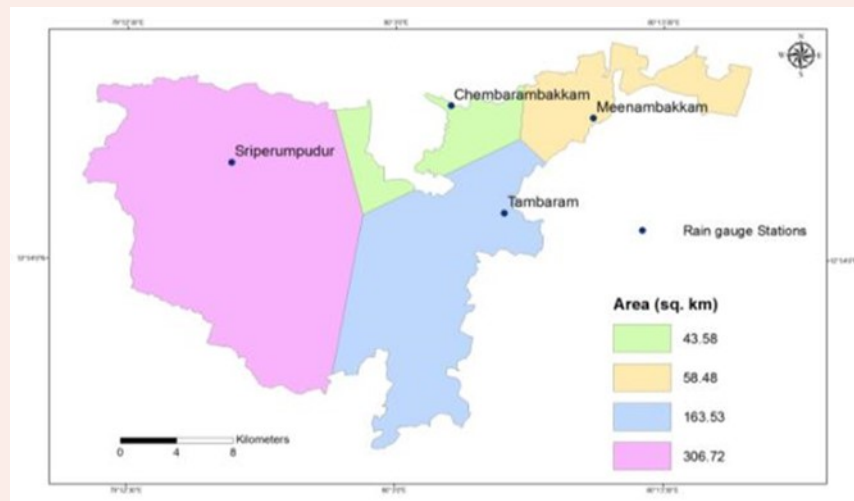 N
W E
S
Chembarambakkam
Meenambakkam
Sriperumpudur
Tambaram
Rain gauge Stations
Area (sq. km)
43.58
58.48
163.53
306.72
Kilometers
0 4 8